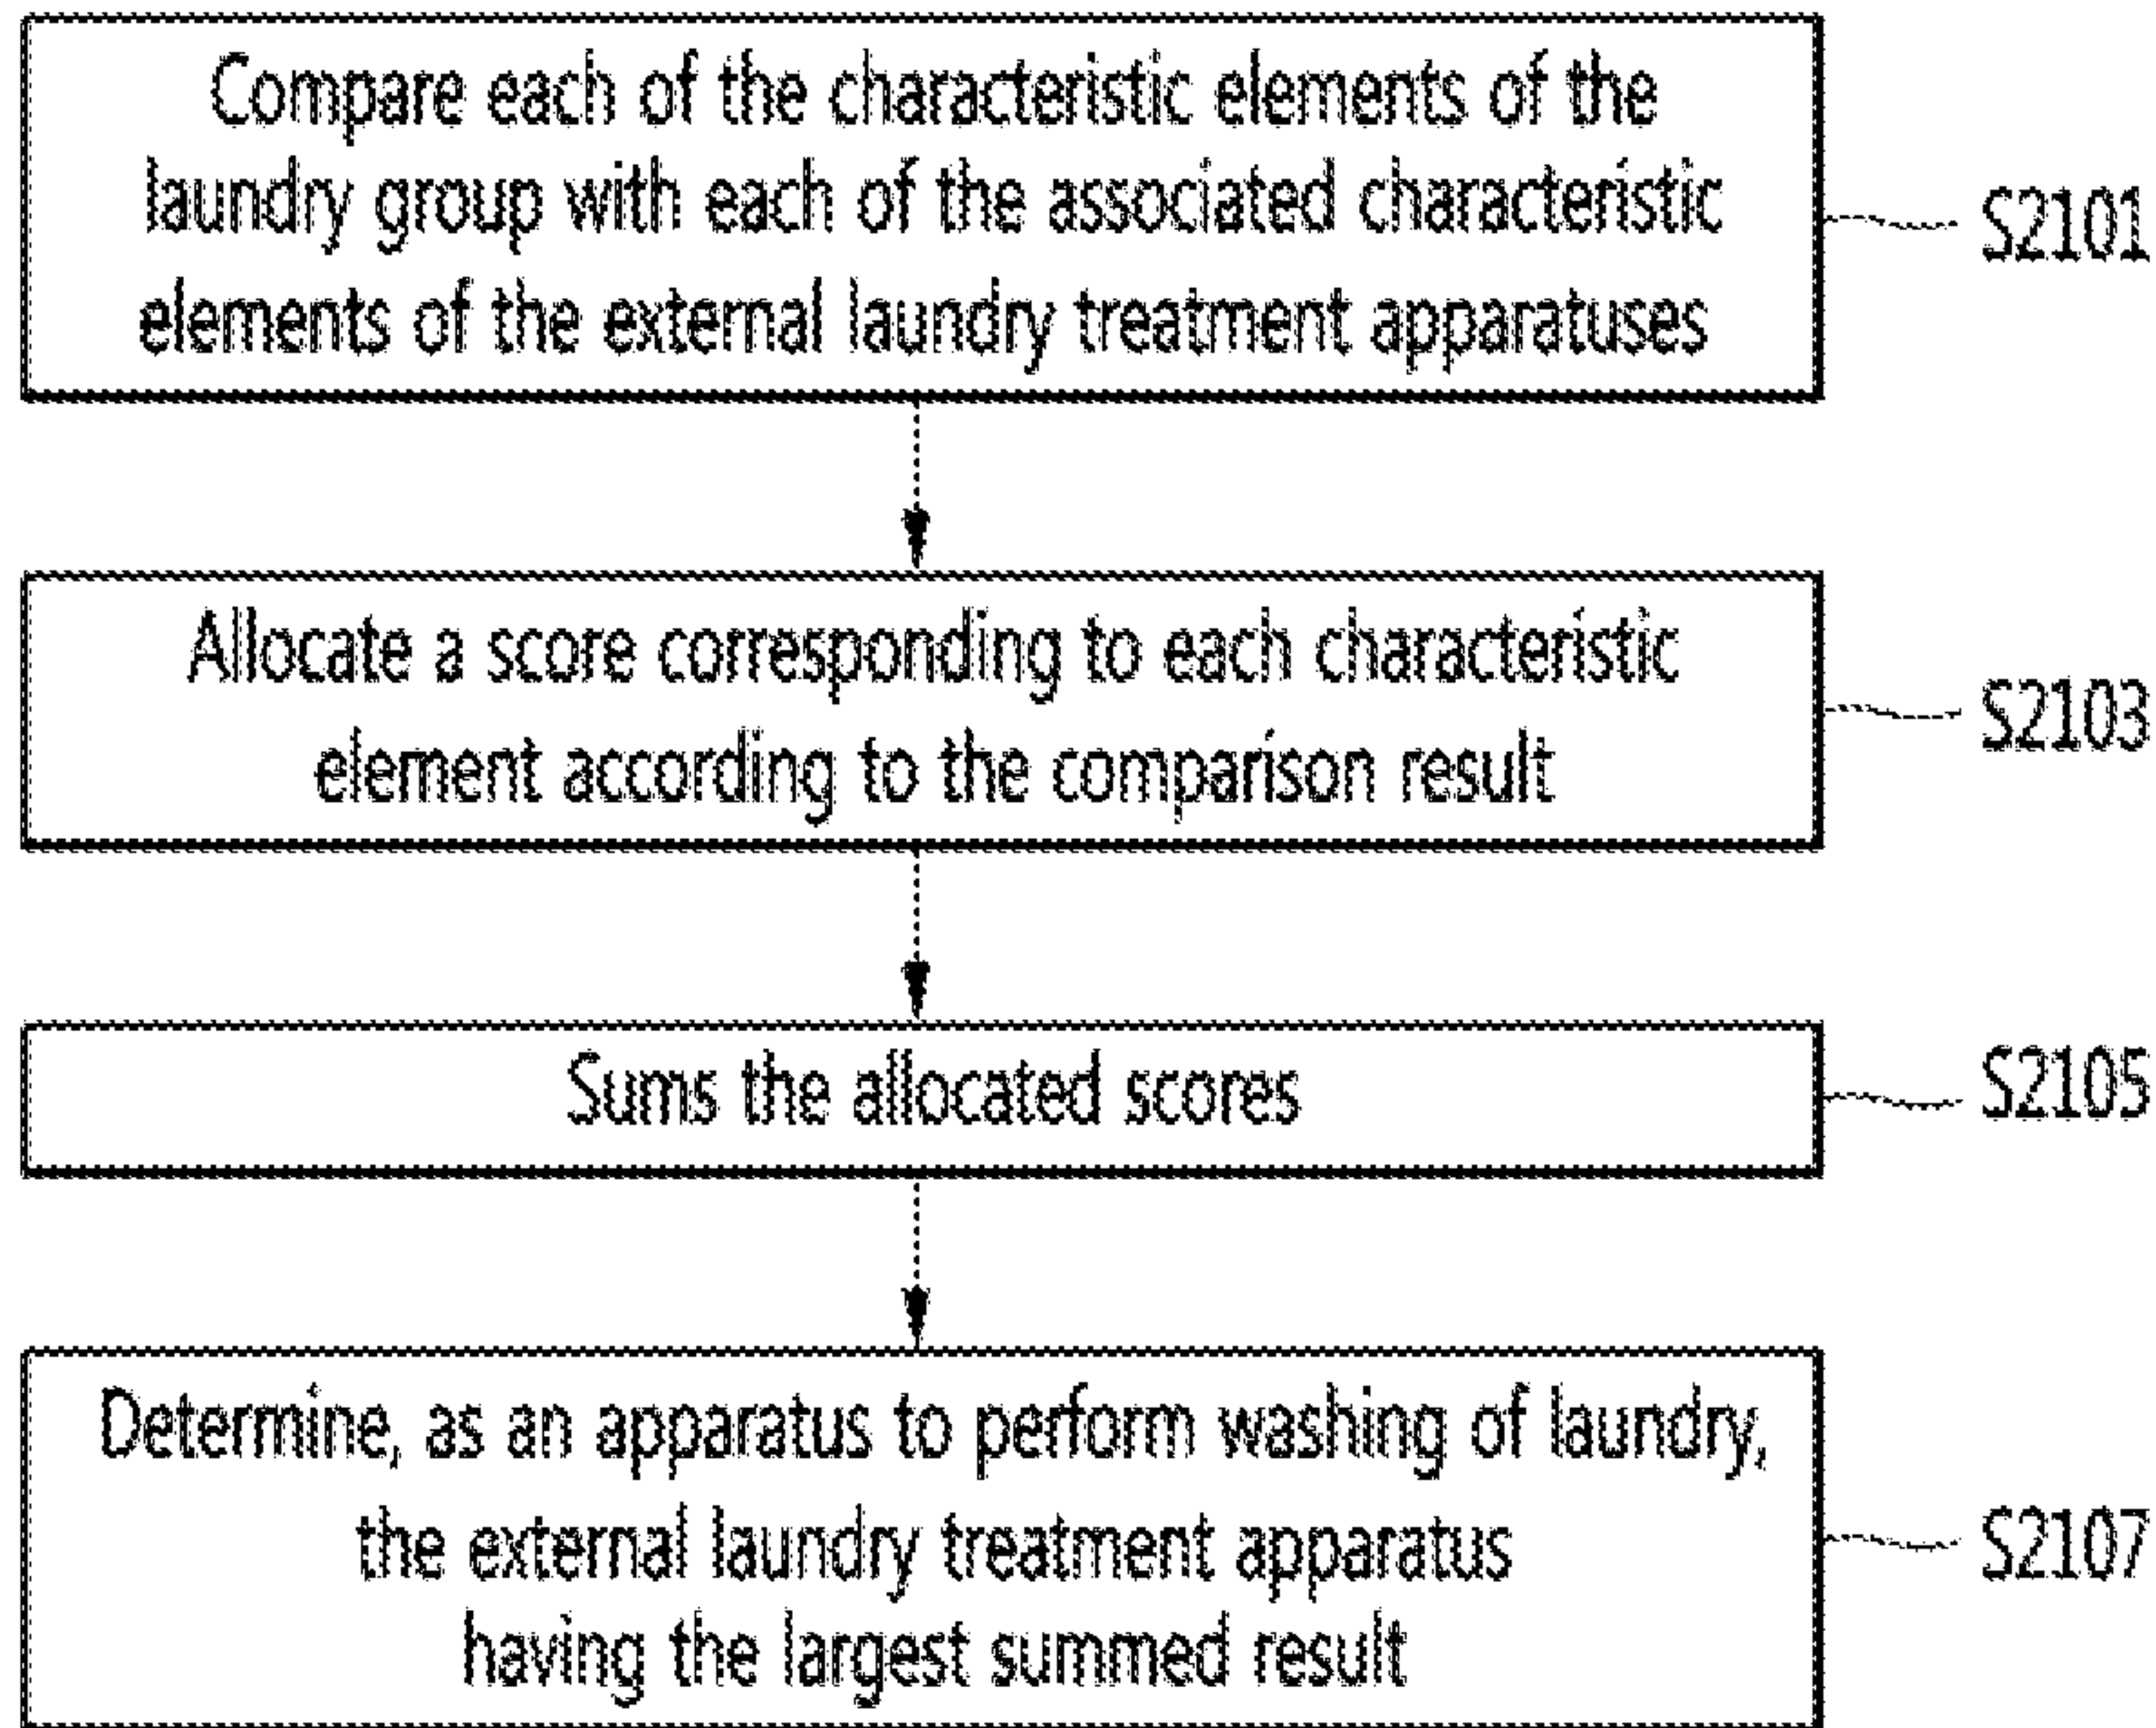 Compare each of the characteristic elements of the
laundry group with each of the associated characteristic
elements of the external laundry treatment apparatuses
S2101
Allocate a score corresponding to each characteristic
element according to the comparison result
S2103
Sums the allocated scores
S2105
Determine, as an apparatus to perform washing of laundry,
the external laundry treatment apparatus
having the largest summed result
S2107